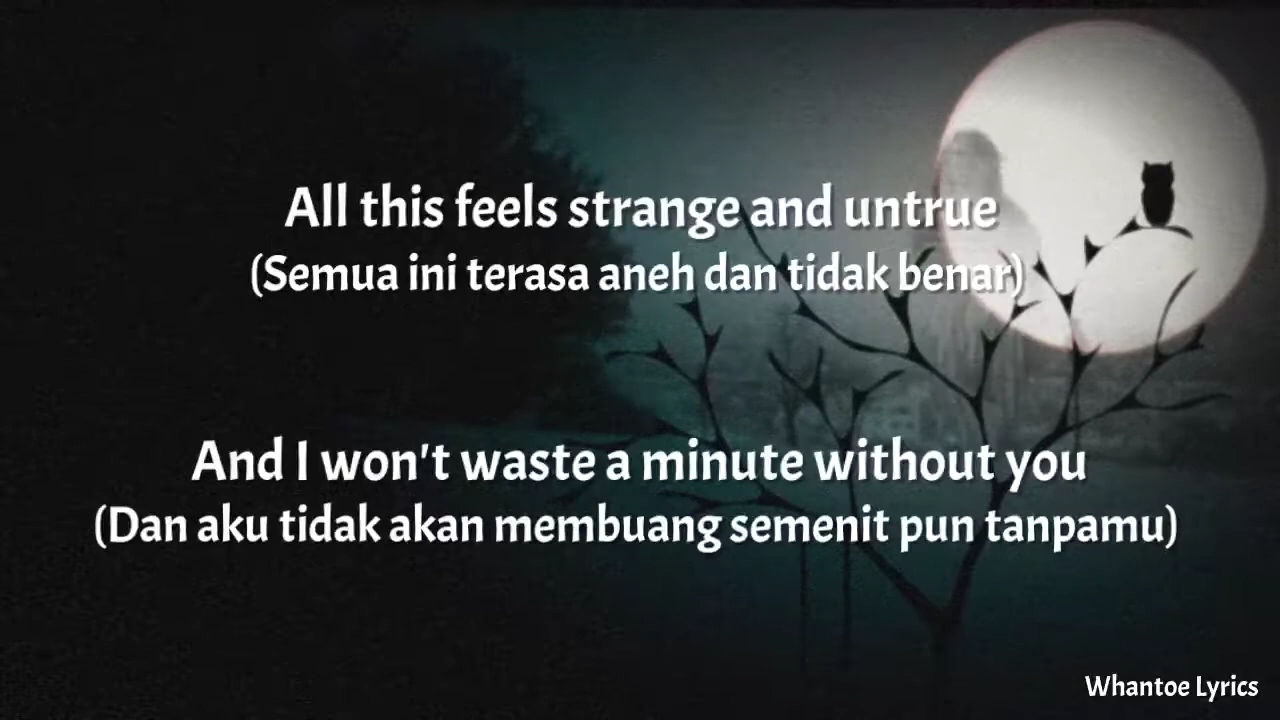 All this feels strange and untrue
(Semua ini terasa aneh dan tidak benar)
And I won't waste a minute without you
(Dan aku tidak akan membuang semenit pun tanpamu)
Whantoe Lyrics